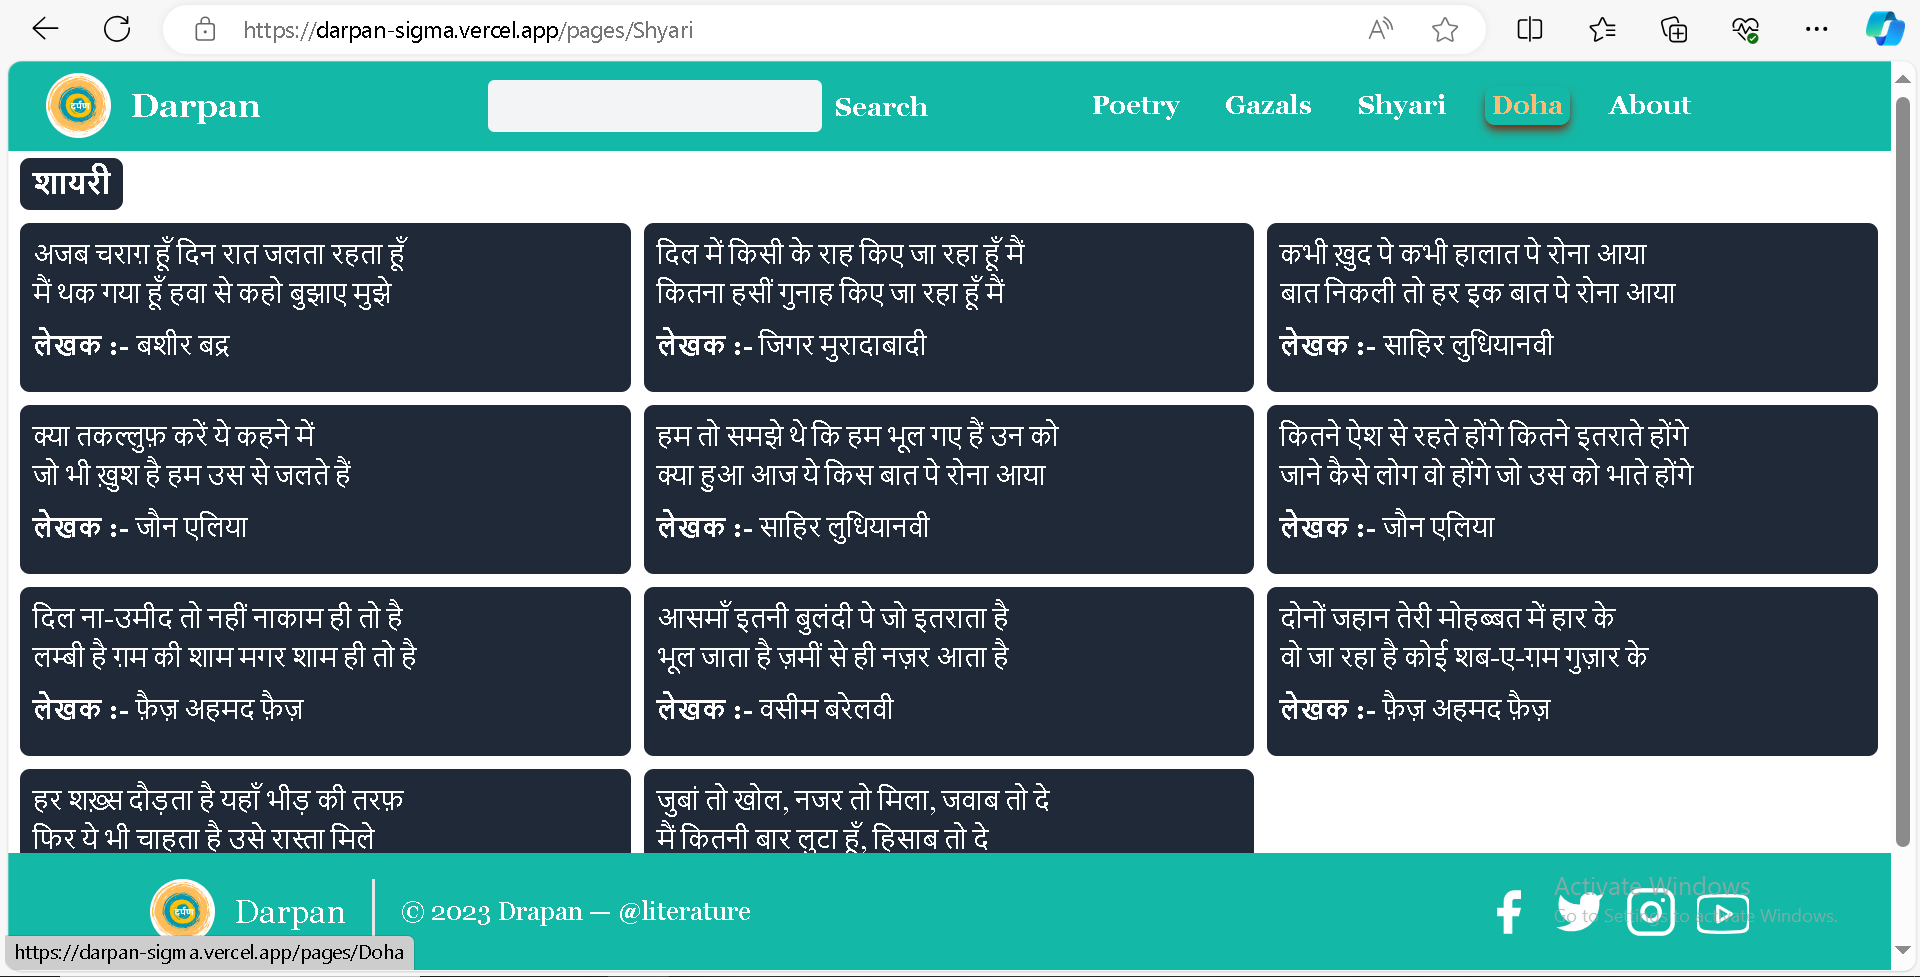 https://darpan-sigma.vercel.app/pages/Shyari
दर्पण
Darpan
Search
Poetry
Gazals
Shyari
Doha
About
शायरी
अजब चराग़ हूँ दिन रात जलता रहता हूँ
मैं थक गया हूँ हवा से कहो बुझाए मुझे
लेखक :- बशीर बद्र
दिल में किसी के राह किए जा रहा हूँ मैं
कितना हसीं गुनाह किए जा रहा हूँ मैं
लेखक :- जिगर मुरादाबादी
कभी ख़ुद पे कभी हालात पे रोना आया
बात निकली तो हर इक बात पे रोना आया
लेखक :- साहिर लुधियानवी
क्या तकल्लुफ़ करें ये कहने में
जो भी ख़ुश है हम उस से जलते हैं
लेखक :- जौन एलिया
हम तो समझे थे कि हम भूल गए हैं उन को
क्या हुआ आज ये किस बात पे रोना आया
लेखक :- साहिर लुधियानवी
कितने ऐश से रहते होंगे कितने इतराते होंगे
जाने कैसे लोग वो होंगे जो उस को भाते होंगे
लेखक :- जौन एलिया
दिल ना-उमीद तो नहीं नाकाम ही तो है
लम्बी है ग़म की शाम मगर शाम ही तो है
लेखक :- फ़ैज़ अहमद फ़ैज़
आसमाँ इतनी बुलंदी पे जो इतराता है
भूल जाता है ज़मीं से ही नज़र आता है
लेखक :- वसीम बरेलवी
दोनों जहान तेरी मोहब्बत में हार के
वो जा रहा है कोई शब-ए-ग़म गुज़ार के
लेखक :- फ़ैज़ अहमद फ़ैज़
हर शख़्स दौड़ता है यहाँ भीड़ की तरफ़
फिर ये भी चाहता है उसे रास्ता मिले
जुबां तो खोल, नजर तो मिला, जवाब तो दे
मैं कितनी बार लुटा हूँ, हिसाब तो दे
दर्पण
Darpan
© 2023 Drapan — @literature
Activate Windows
Go to Settings to activate Windows.
https://darpan-sigma.vercel.app/pages/Doha